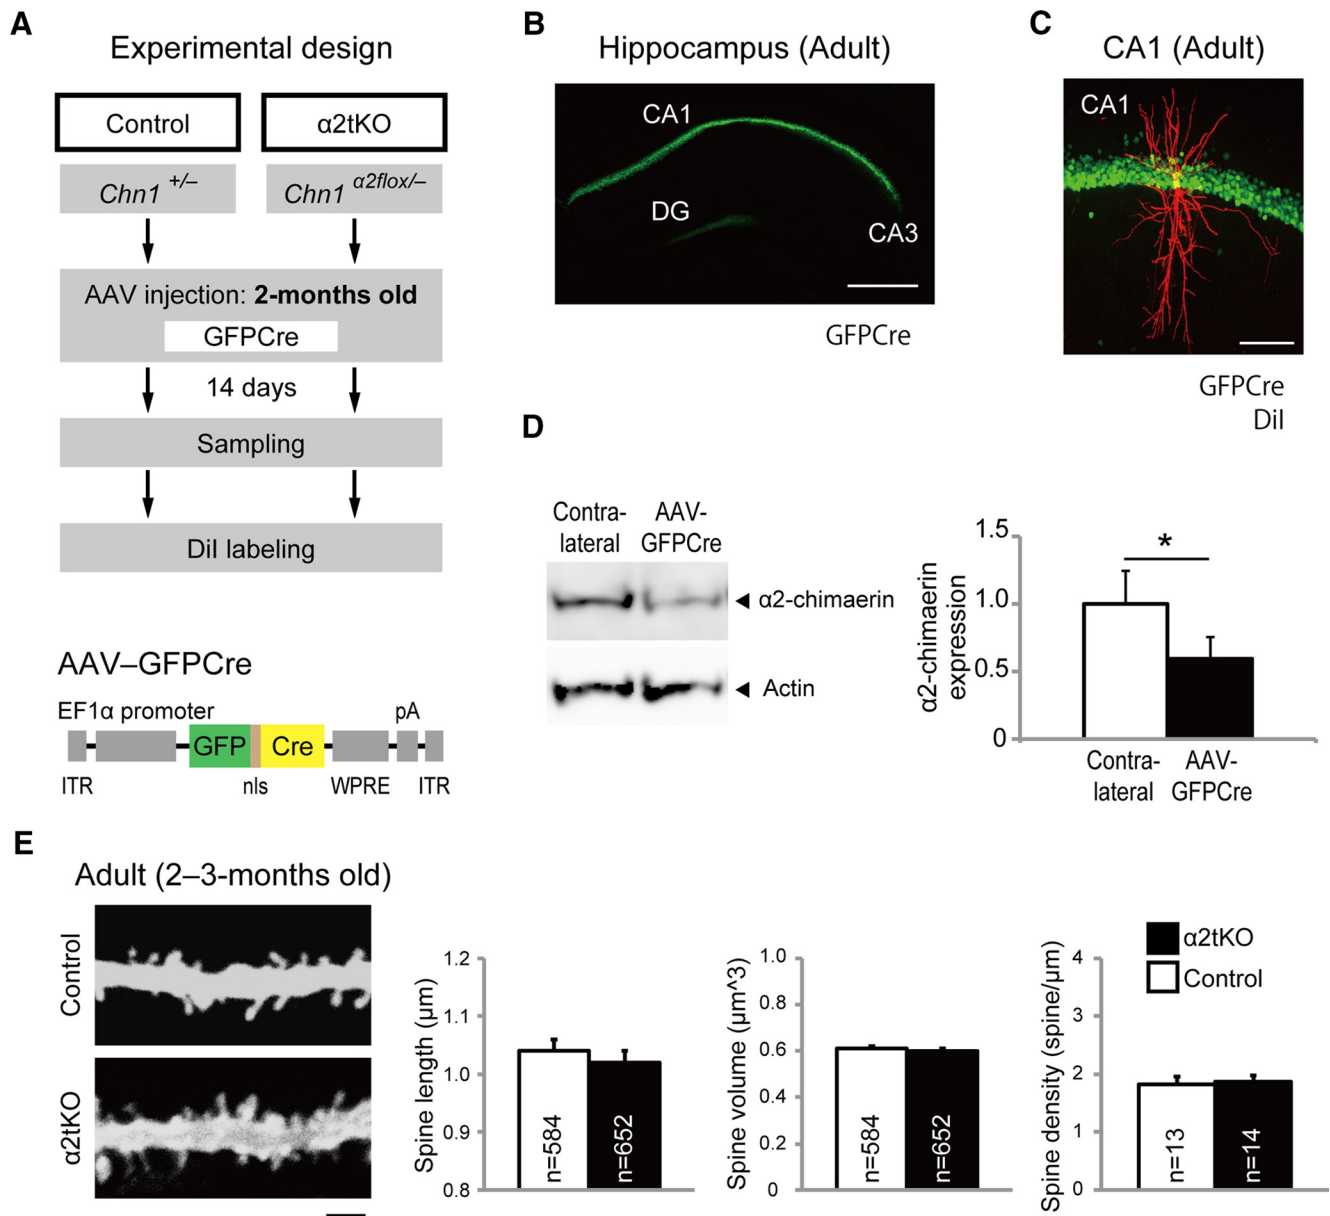 A
Experimental design
Control
α2tKO
Chn1 +/–
Chn1 α2flox/–
AAV injection: 2-months old
GFPCre
14 days
Sampling
Dil labeling
AAV–GFPCre
EF1α promoter
pA
GFP
Cre
ITR
nls
WPRE
ITR
B
Hippocampus (Adult)
CA1
DG
CA3
GFPCre
C
CA1 (Adult)
CA1
GFPCre
Dil
D
Contra-
lateral
AAV-
GFPCre
α2-chimaerin
Actin
α2-chimaerin
expression
1.5
1.0
0.5
0
*
Contra-
lateral
AAV-
GFPCre
E
Adult (2–3-months old)
Control
α2tKO
Spine length (μm)
1.2
1.1
1.0
0.9
0.8
n=584
n=652
Spine volume (μm^3)
1.0
0.8
0.6
0.4
0.2
0
n=584
n=652
Spine density (spine/μm)
4
3
2
1
0
n=13
n=14
α2tKO
Control